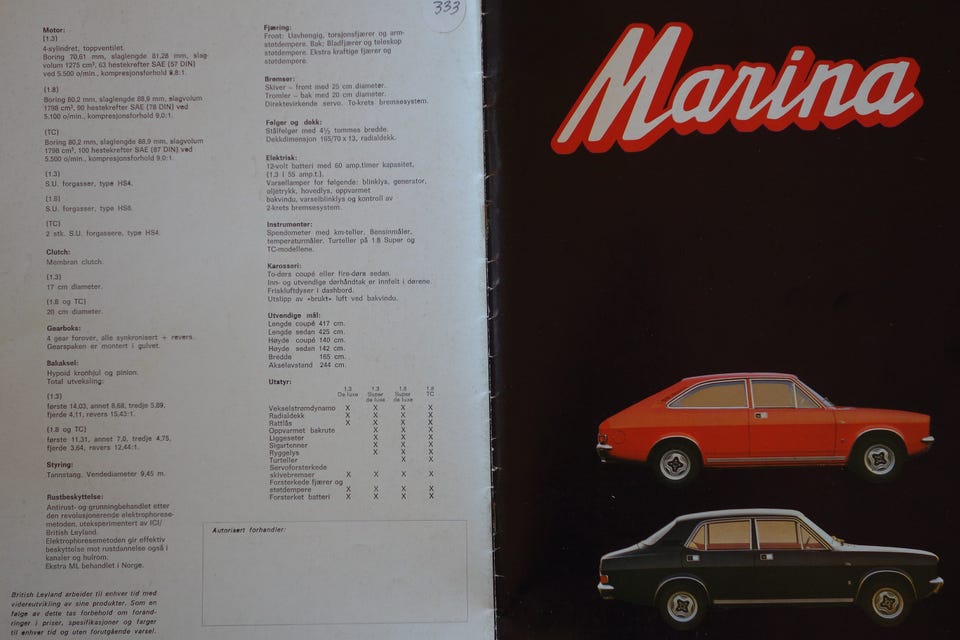 333
Motor:
(1.3)
4-sylindret, toppventilet.
Boring 70,61 mm, slaglengde 81,28 mm, slag-
volum 1275 cm³, 63 hestekrefter SAE (57 DIN)
ved 5.500 o/min., kompresjonsforhold 8,8:1.
(1.8)
Boring 80,2 mm, slaglengde 88,9 mm, slagvolum
1798 cm³, 90 hestekrefter SAE (78 DIN) ved
5.100 o/min., kompresjonsforhold 9,0:1.
(TC)
Boring 80,2 mm, slaglengde 88,9 mm, slagvolum
1798 cm³, 100 hestekrefter SAE (87 DIN) ved
5.500 o/min., kompresjonsforhold 9,0:1.
(1.3)
S.U. forgasser, type HS4.
(1.8)
S.U. forgasser, type HS6.
(TC)
2 stk. S.U. forgassere, type HS4.
Clutch:
Membran clutch.
(1.3)
17 cm diameter.
(1.8 og TC)
20 cm diameter.
Gearboks:
4 gear forover, alle synkronisert + revers.
Gearspaken er montert i gulvet.
Bakaksel:
Hypoid kronhjul og pinion.
Total utveksling:
(1.3)
første 14,03, annet 8,68, tredje 5,89,
fjerde 4,11, revers 15,43:1.
(1.8 og TC)
første 11,31, annet 7,0, tredje 4,75,
fjerde 3,64, revers 12,44:1.
Styring:
Tannstang. Vendediameter 9,45 m.
Rustbeskyttelse:
Antirust- og grunningbehandlet etter
den revolusjonerende elektrophorese-
metoden, uteksperimentert av ICI/
British Leyland.
Elektrophoresemetoden gir effektiv
beskyttelse mot rustdannelse også i
kanaler og hulrom.
Ekstra ML behandlet i Norge.
British Leyland arbeider til enhver tid med
videreutvikling av sine produkter. Som en
følge av dette tas forbehold om forand-
ringer i priser, spesifikasjoner og farger
til enhver tid og uten forutgående varsel.
Fjæring:
Front: Uavhengig, torsjonsfjærer og arm-
støtdempere. Bak: Bladfjærer og teleskop
støtdempere. Ekstra kraftige fjærer og
støtdempere.
Bremser:
Skiver – front med 25 cm diameter.
Tromler – bak med 20 cm diameter.
Direktevirkende servo. To-krets bremsesystem.
Felger og dekk:
Stålfelger med 4½ tommes bredde.
Dekkdimensjon 165/70 x 13, radialdekk.
Elektrisk:
12-volt batteri med 60 amp.timer kapasitet,
(1.3 i 55 amp.t.).
Varsellamper for følgende: blinklys, generator,
oljetrykk, hovedlys, oppvarmet
bakvindu, varselblinklys og kontroll av
2-krets bremsesystem.
Instrumenter:
Speedometer med km-teller. Bensinmåler,
temperaturmåler. Turteller på 1.8 Super og
TC-modellene.
Karosseri:
To-dørs coupé eller fire-dørs sedan.
Inn- og utvendige dørhåndtak er innfelt i dørene.
Friskluftdyser i dashbord.
Utslipp av «brukt» luft ved bakvindu.
Utvendige mål:
Lengde coupé 417 cm.
Lengde sedan 425 cm.
Høyde coupé 140 cm.
Høyde sedan 142 cm.
Bredde 165 cm.
Akselavstand 244 cm.
Utstyr:
1.3 1.3 1.8 1.8
De luxe Super Super TC
de luxe de luxe
Vekselstrømdynamo X X X X
Radialdekk X X X X
Rattlås X X X X
Oppvarmet bakrute X X X
Liggeseter X X X
Sigartenner X X X
Ryggelys X X X
Turteller X X
Servoforsterkede
skivebremser X X X X
Forsterkede fjærer og
støtdempere X X X X
Forsterket batteri X X X X
Autorisert forhandler:
Marina